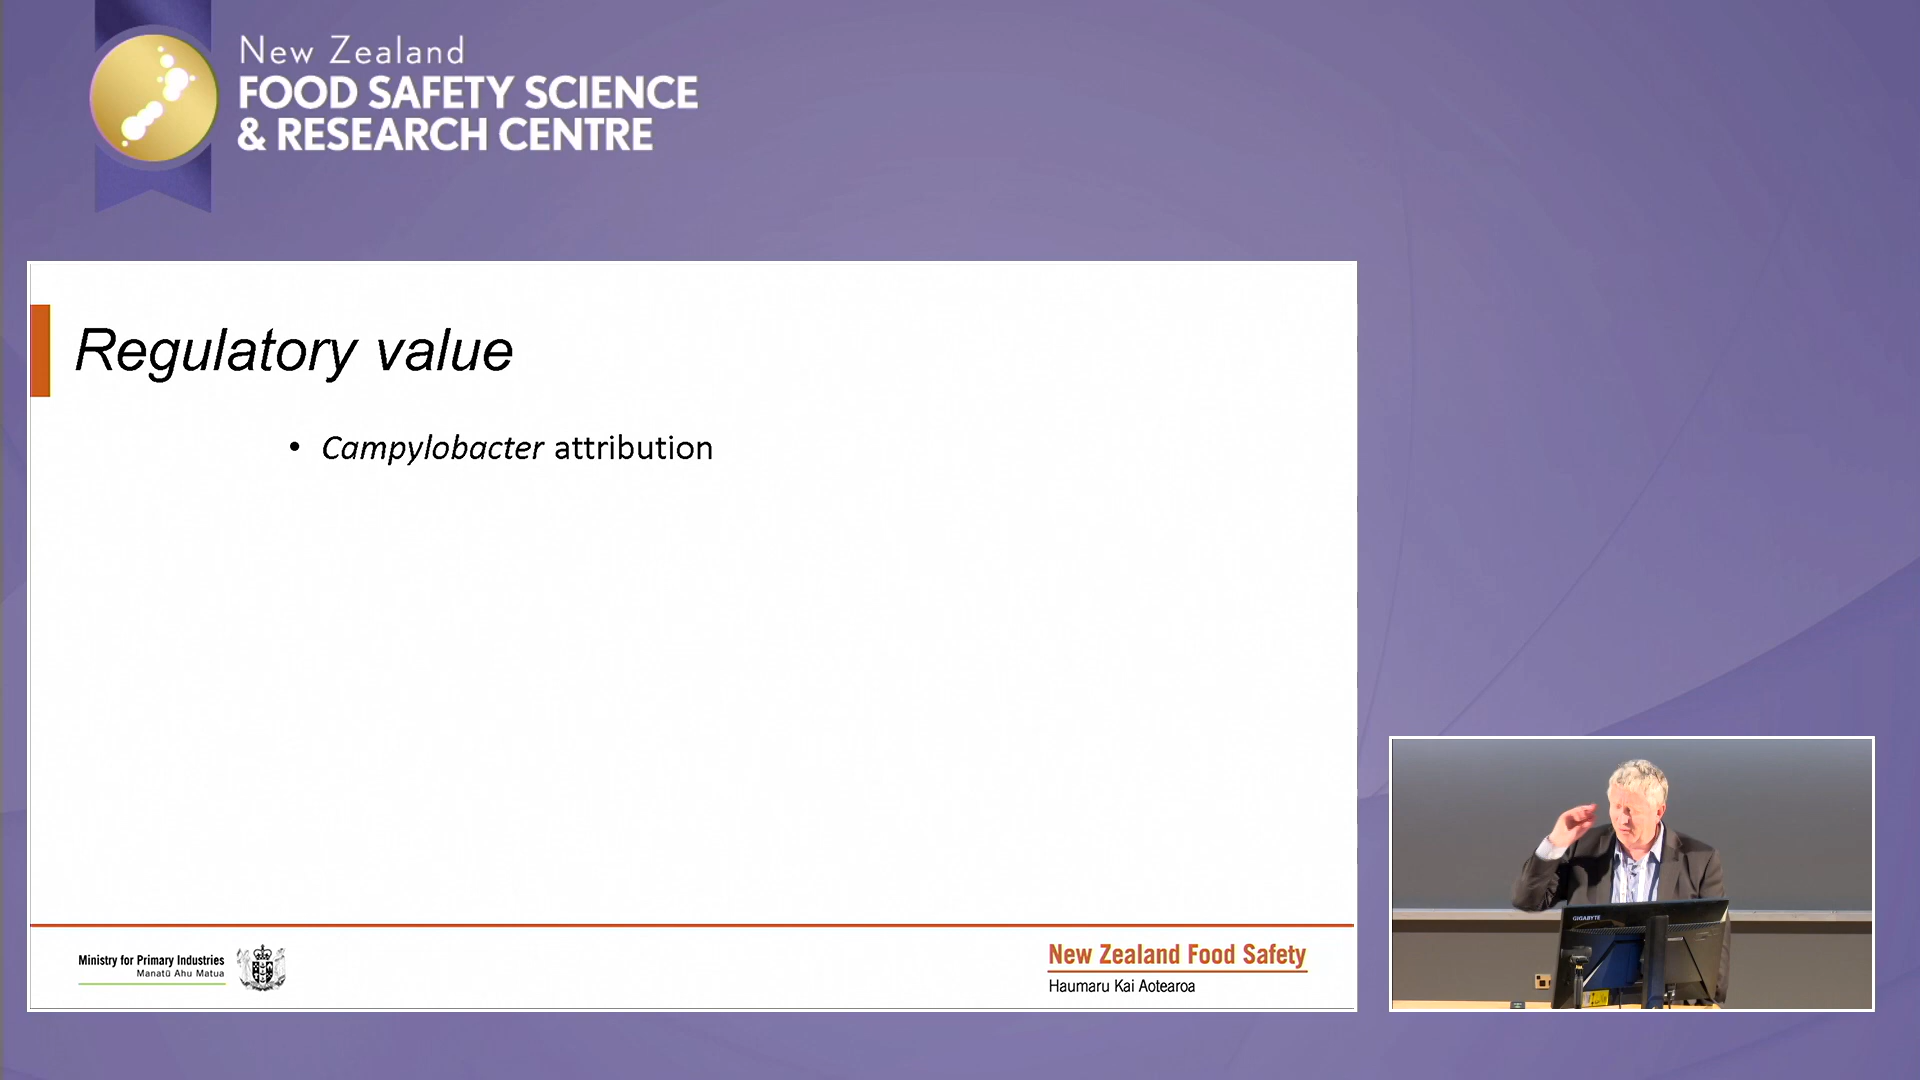 New Zealand
FOOD SAFETY SCIENCE
& RESEARCH CENTRE
Regulatory value
• Campylobacter attribution
Ministry for Primary Industries
Manatū Ahu Matua
New Zealand Food Safety
Haumaru Kai Aotearoa
GIGABYTE